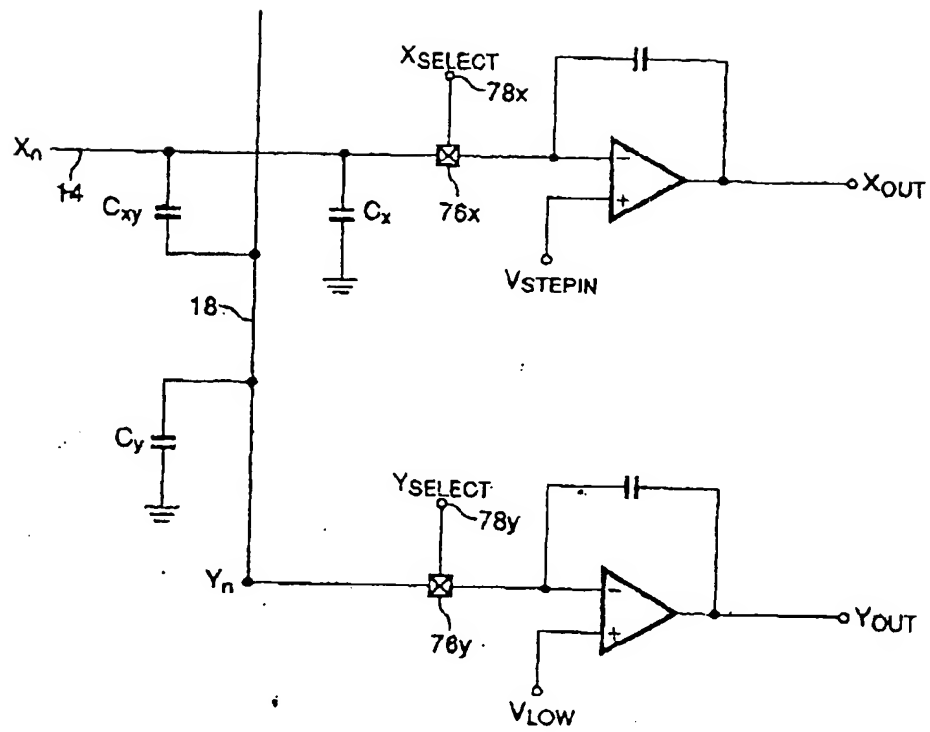 XSELECT
78x
Xn
14
Cxy
Cx
76x
XOUT
VSTEPIN
18
Cy
YSELECT
78y
Yn
76y
YOUT
VLOW